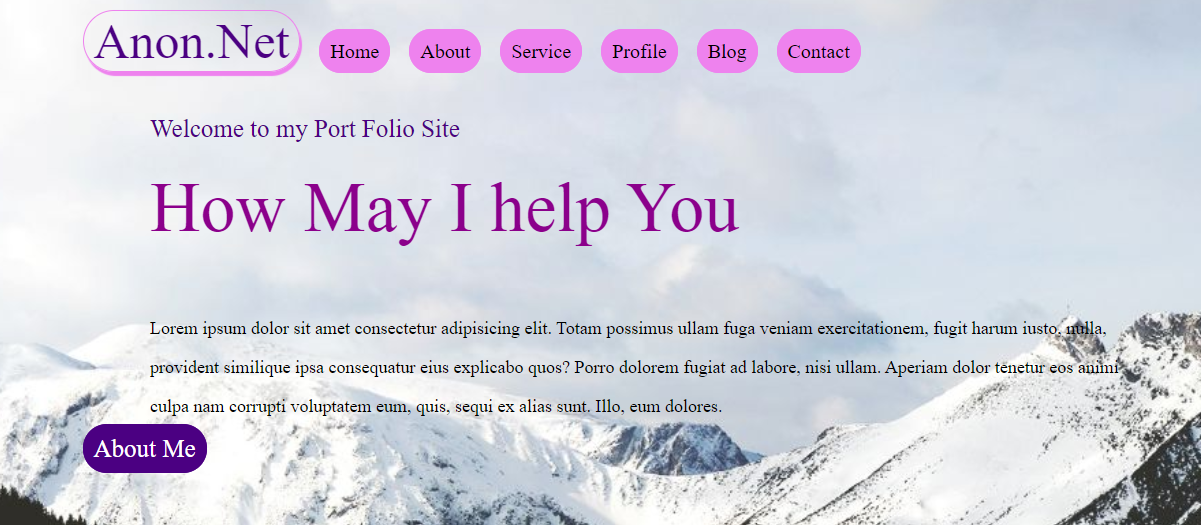 Anon.Net
Home About Service Profile Blog Contact
Welcome to my Port Folio Site
How May I help You
Lorem ipsum dolor sit amet consectetur adipisicing elit. Totam possimus ullam fuga veniam exercitationem, fugit harum iusto, nulla,
provident similique ipsa consequatur eius explicabo quos? Porro dolorem fugiat ad labore, nisi ullam. Aperiam dolor tenetur eos animi
culpa nam corrupti voluptatem eum, quis, sequi ex alias sunt. Illo, eum dolores.
About Me